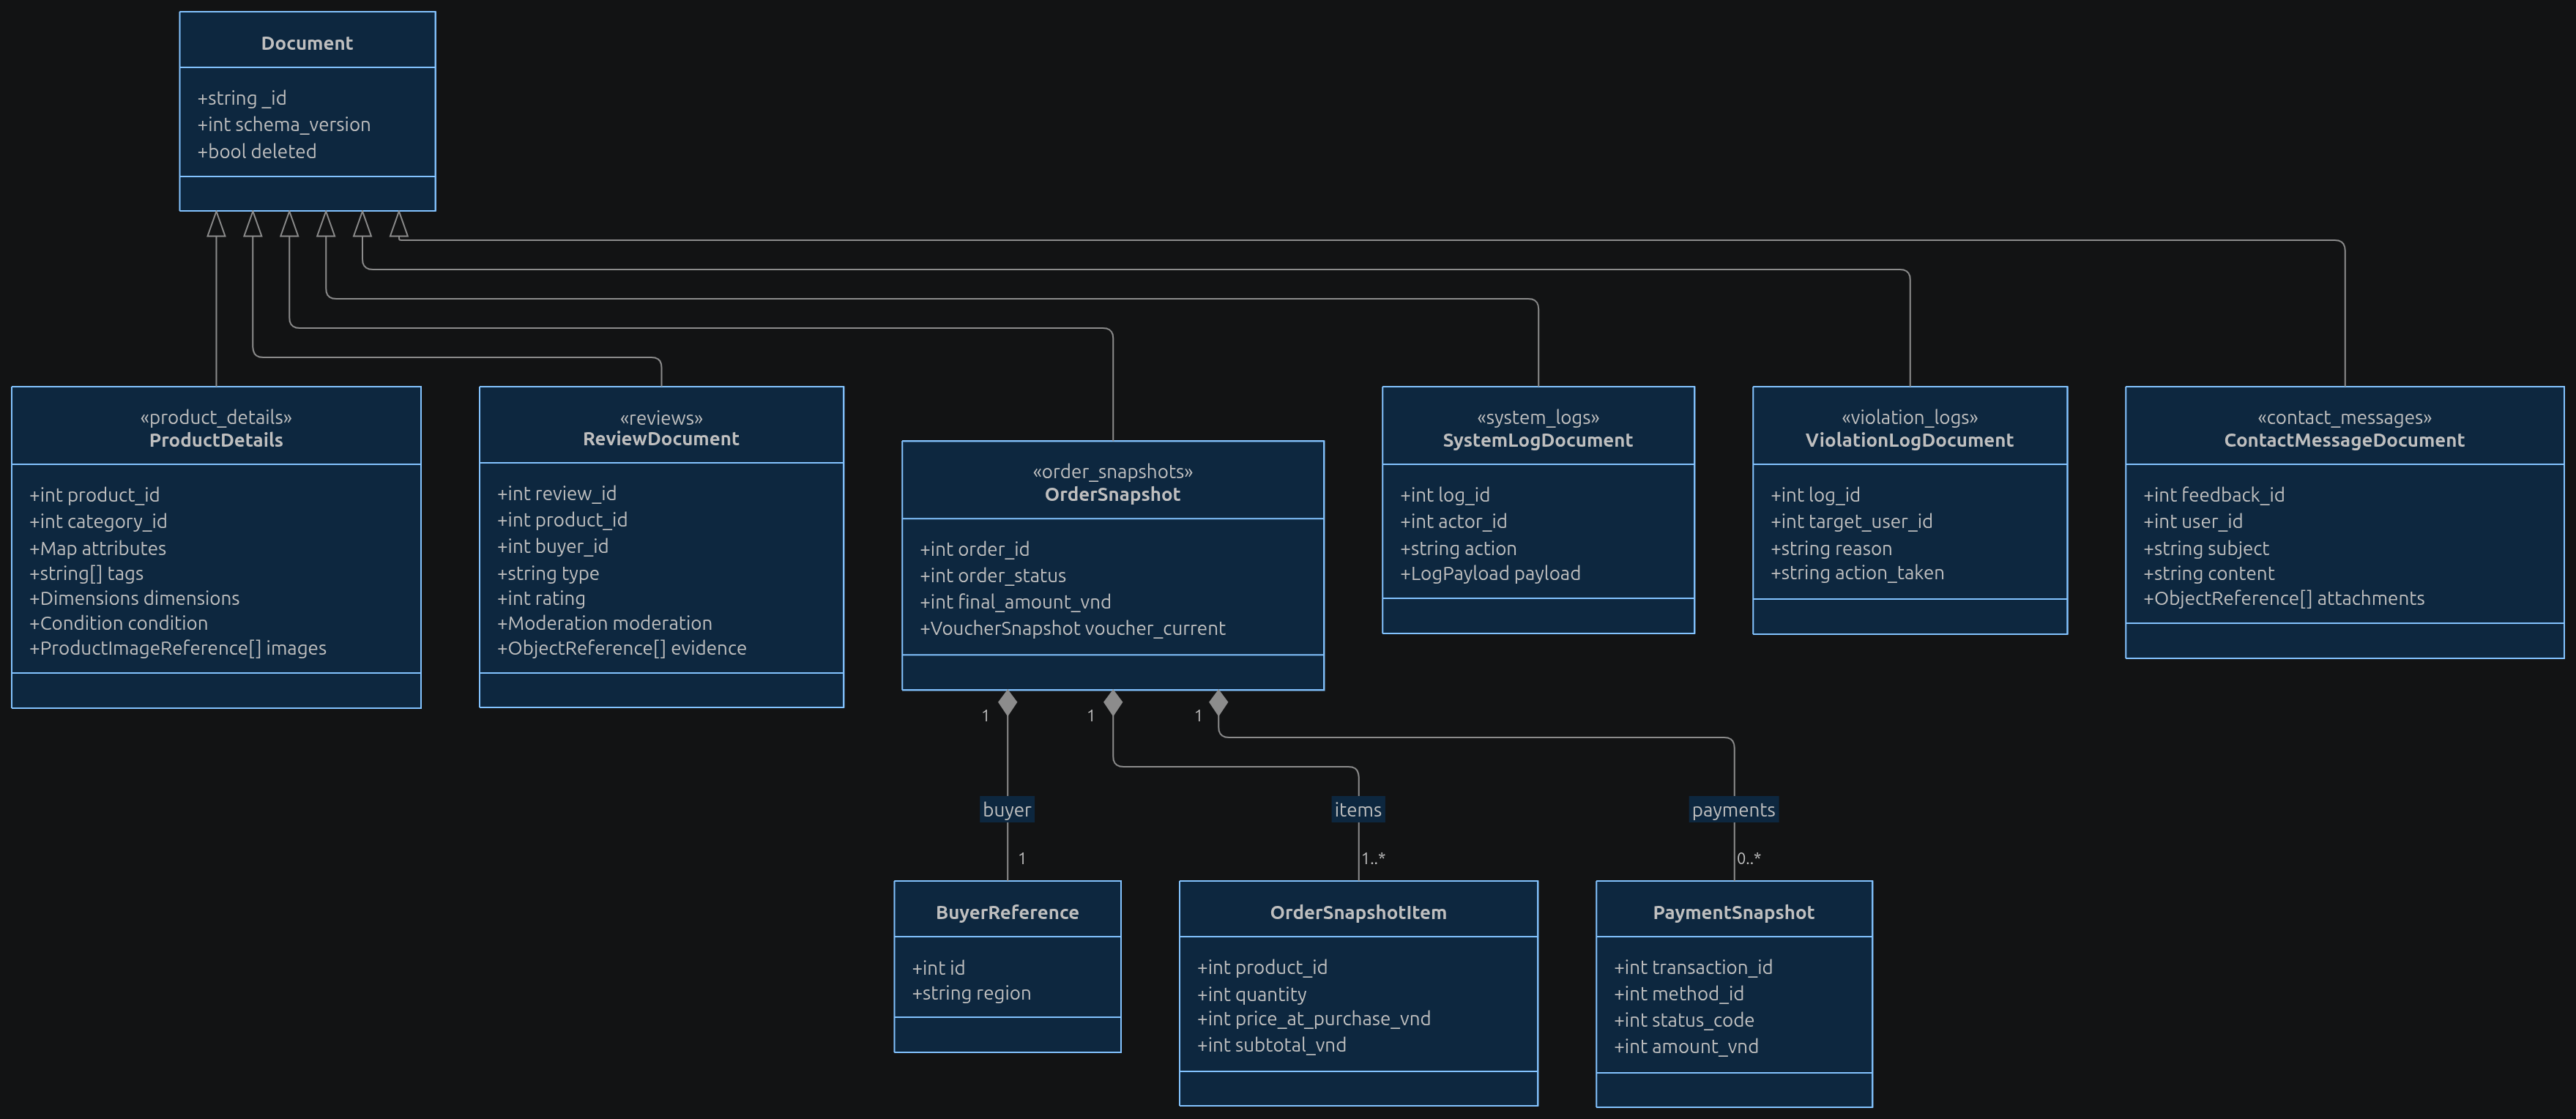 Document
+string _id
+int schema_version
+bool deleted
«product_details»
ProductDetails
+int product_id
+int category_id
+Map attributes
+string[] tags
+Dimensions dimensions
+Condition condition
+ProductImageReference[] images
«reviews»
ReviewDocument
+int review_id
+int product_id
+int buyer_id
+string type
+int rating
+Moderation moderation
+ObjectReference[] evidence
«order_snapshots»
OrderSnapshot
+int order_id
+int order_status
+int final_amount_vnd
+VoucherSnapshot voucher_current
«system_logs»
SystemLogDocument
+int log_id
+int actor_id
+string action
+LogPayload payload
«violation_logs»
ViolationLogDocument
+int log_id
+int target_user_id
+string reason
+string action_taken
«contact_messages»
ContactMessageDocument
+int feedback_id
+int user_id
+string subject
+string content
+ObjectReference[] attachments
1
1
1
buyer
items
payments
1
1..*
0..*
BuyerReference
+int id
+string region
OrderSnapshotItem
+int product_id
+int quantity
+int price_at_purchase_vnd
+int subtotal_vnd
PaymentSnapshot
+int transaction_id
+int method_id
+int status_code
+int amount_vnd